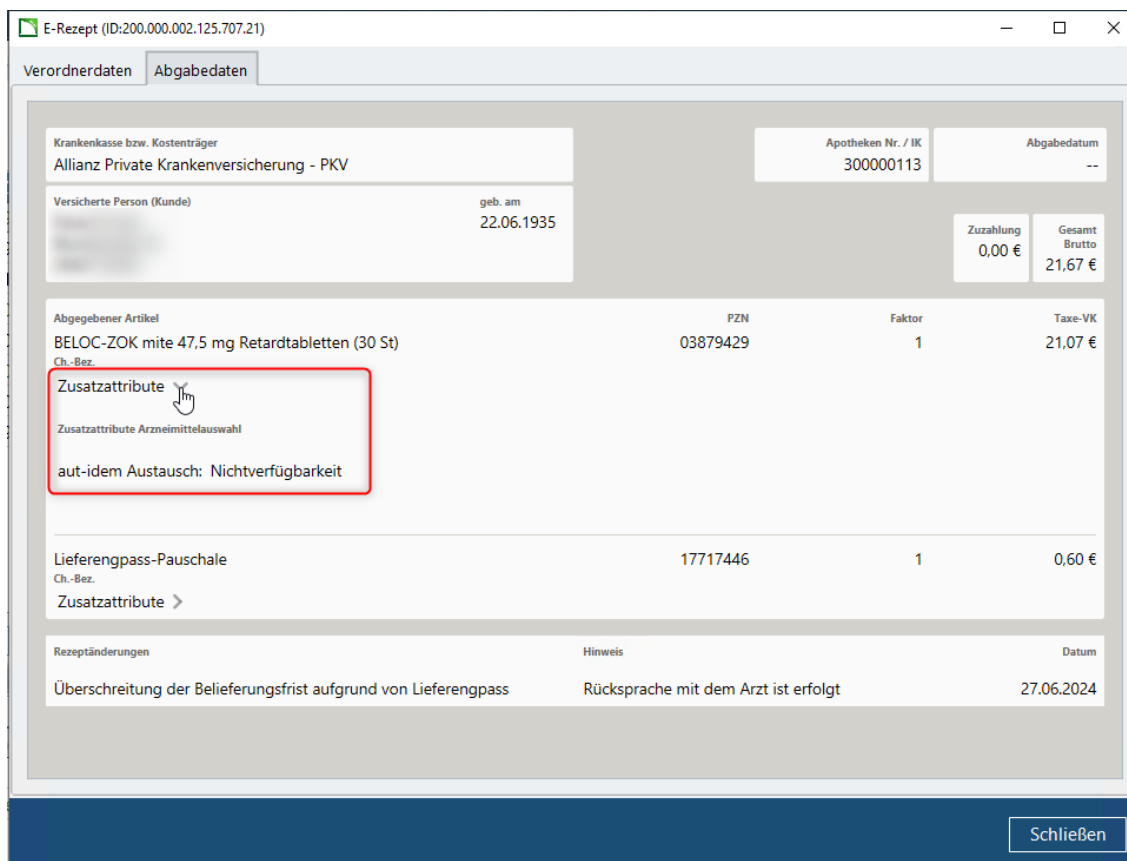 E-Rezept (ID:200.000.002.125.707.21)
Verordnerdaten Abgabedaten
Krankenkasse bzw. Kostenträger
Allianz Private Krankenversicherung - PKV
Apotheken Nr. / IK
300000113
Abgabedatum
--
Versicherte Person (Kunde)
geb. am
22.06.1935
Zuzahlung
0,00 €
Gesamt
Brutto
21,67 €
Abgegebener Artikel PZN Faktor Taxe-VK
BELOC-ZOK mite 47,5 mg Retardtabletten (30 St) 03879429 1 21,07 €
Ch.-Bez.
Zusatzattribute
Zusatzattribute Arzneimittelauswahl
aut-idem Austausch: Nichtverfügbarkeit
Lieferengpass-Pauschale 17717446 1 0,60 €
Ch.-Bez.
Zusatzattribute
Rezeptänderungen Hinweis Datum
Überschreitung der Belieferungsfrist aufgrund von Lieferengpass Rücksprache mit dem Arzt ist erfolgt 27.06.2024
Schließen